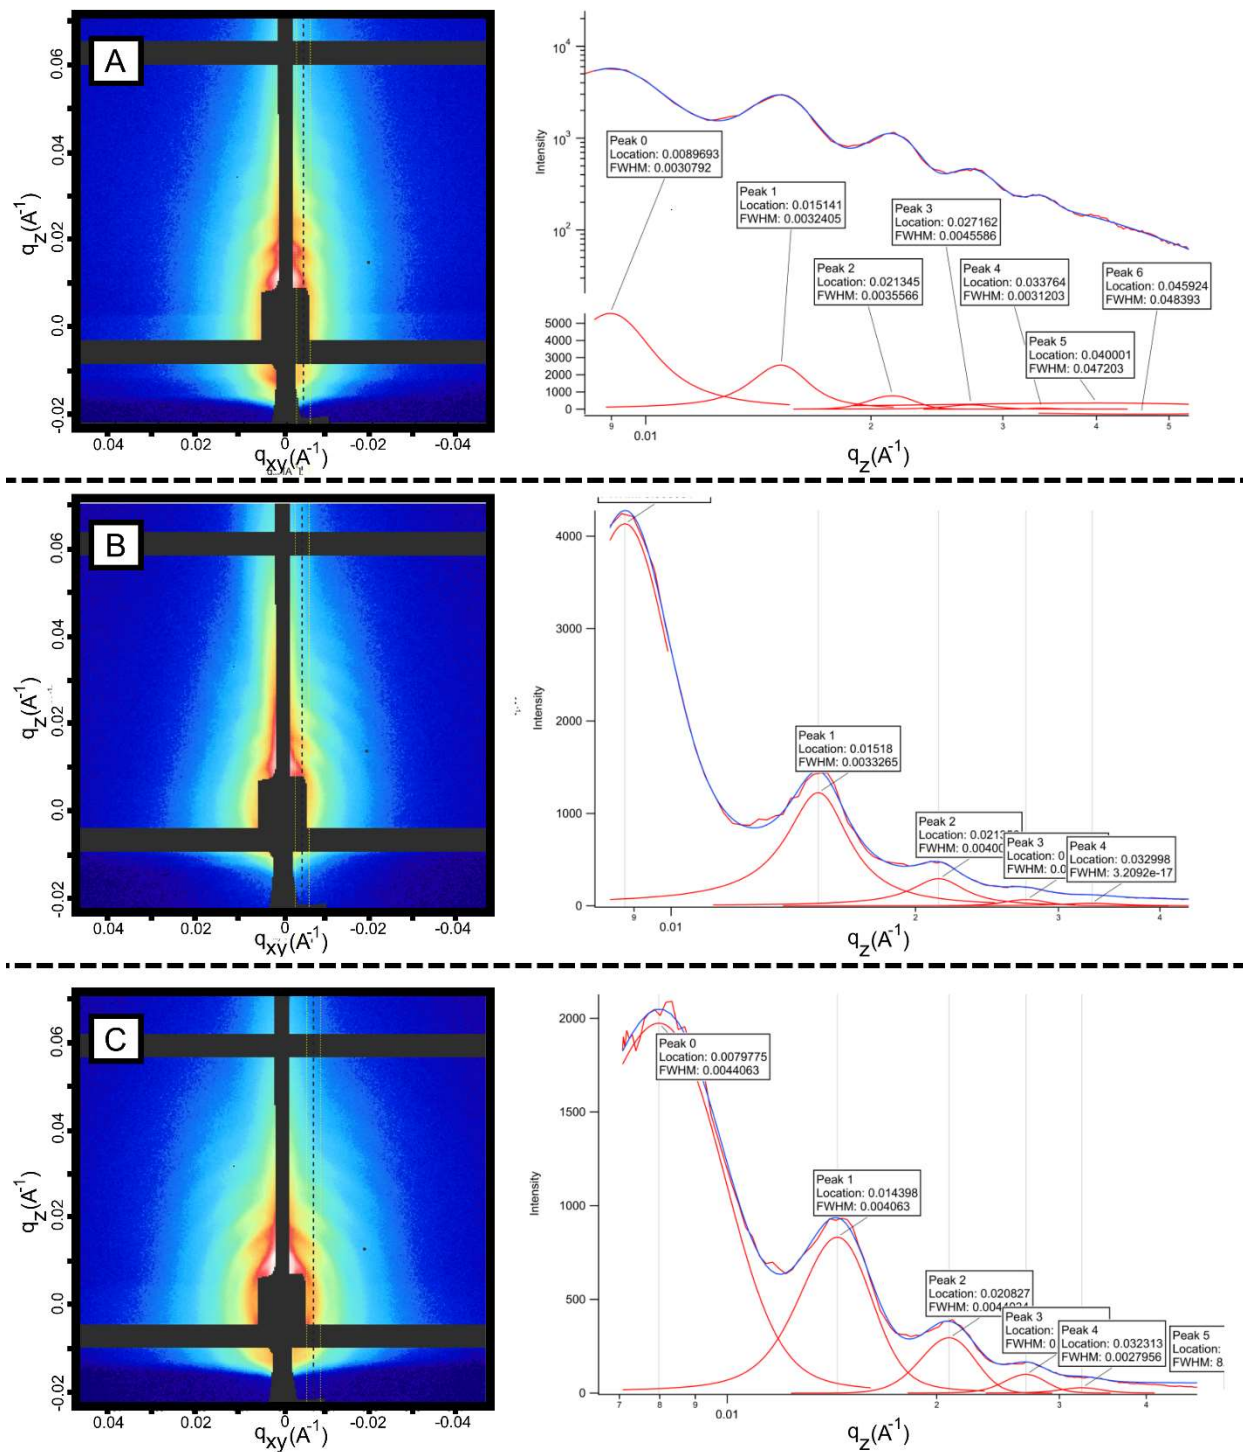 A
0.06
0.04
0.02
0.0
-0.02
q_z(A^-1)
0.04
0.02
0
-0.02
-0.04
q_xy(A^-1)
10^4
10^3
10^2
Intensity
Peak 0
Location: 0.0089693
FWHM: 0.0030792
Peak 1
Location: 0.015141
FWHM: 0.0032405
Peak 2
Location: 0.021345
FWHM: 0.0035566
Peak 3
Location: 0.027162
FWHM: 0.0045586
Peak 4
Location: 0.033764
FWHM: 0.0031203
Peak 5
Location: 0.040001
FWHM: 0.047203
Peak 6
Location: 0.045924
FWHM: 0.048393
5000
4000
3000
2000
1000
0
9
0.01
2
3
4
5
q_z(A^-1)
B
0.06
0.04
0.02
0.0
-0.02
q_z(A^-1)
0.04
0.02
0
-0.02
-0.04
q_xy(A^-1)
4000
3000
2000
1000
0
Intensity
Peak 1
Location: 0.01518
FWHM: 0.0033265
Peak 2
Location:
FWHM:
Peak 3
Location:
Peak 4
Location: 0.032998
FWHM: 3.2092e-17
9
0.01
2
3
4
q_z(A^-1)
C
0.06
0.04
0.02
0.0
-0.02
q_z(A^-1)
0.04
0.02
0
-0.02
-0.04
q_xy(A^-1)
2000
1500
1000
500
0
Intensity
Peak 0
Location: 0.0079775
FWHM: 0.0044063
Peak 1
Location: 0.014398
FWHM: 0.004063
Peak 2
Location: 0.020827
FWHM:
Peak 3
Location:
FWHM: 0
Peak 4
Location: 0.032313
FWHM: 0.0027956
Peak 5
Location:
FWHM: 8.
7
8
9
0.01
2
3
4
q_z(A^-1)